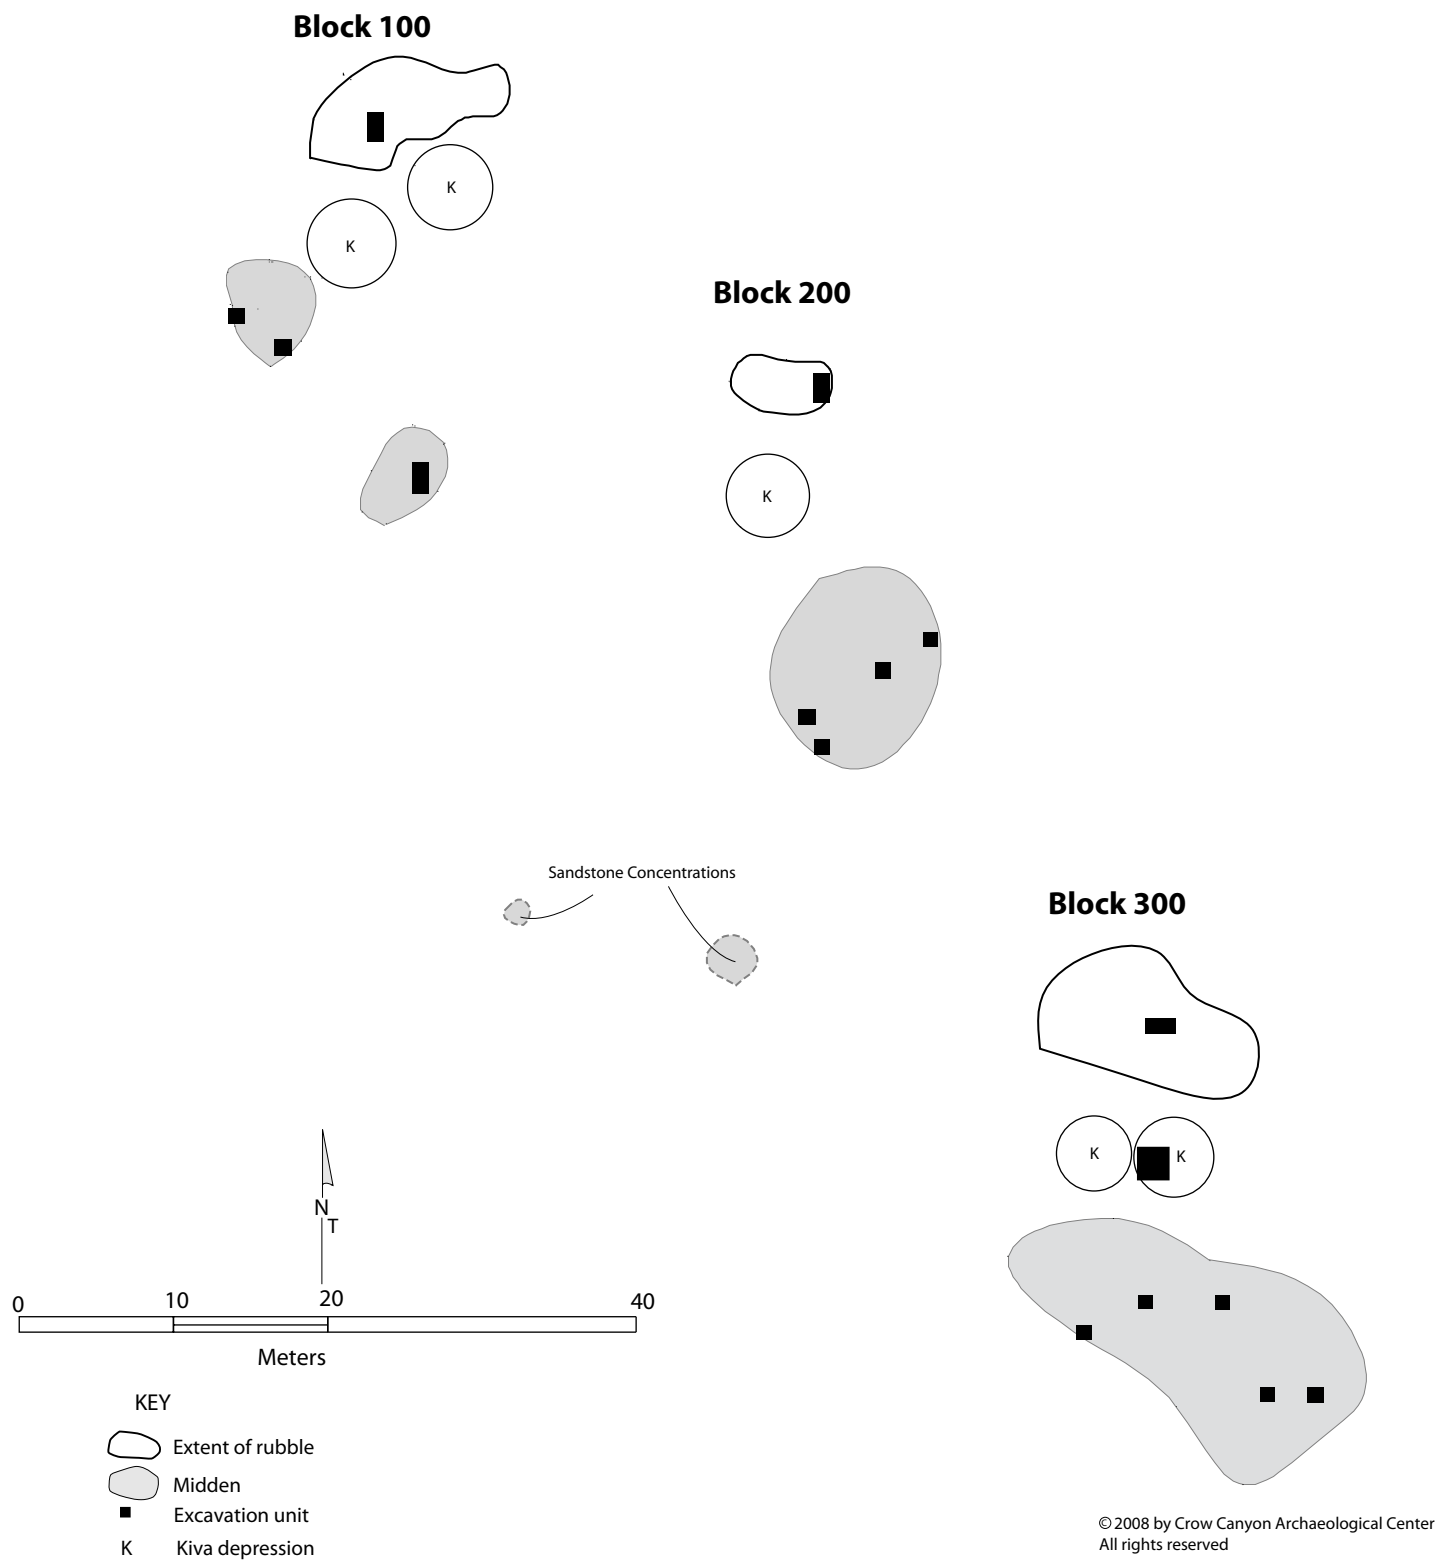 Block 100
K
K
Block 200
K
Sandstone Concentrations
Block 300
K
K
N
T
0 10 20 40
Meters
KEY
Extent of rubble
Midden
Excavation unit
K Kiva depression
© 2008 by Crow Canyon Archaeological Center
All rights reserved